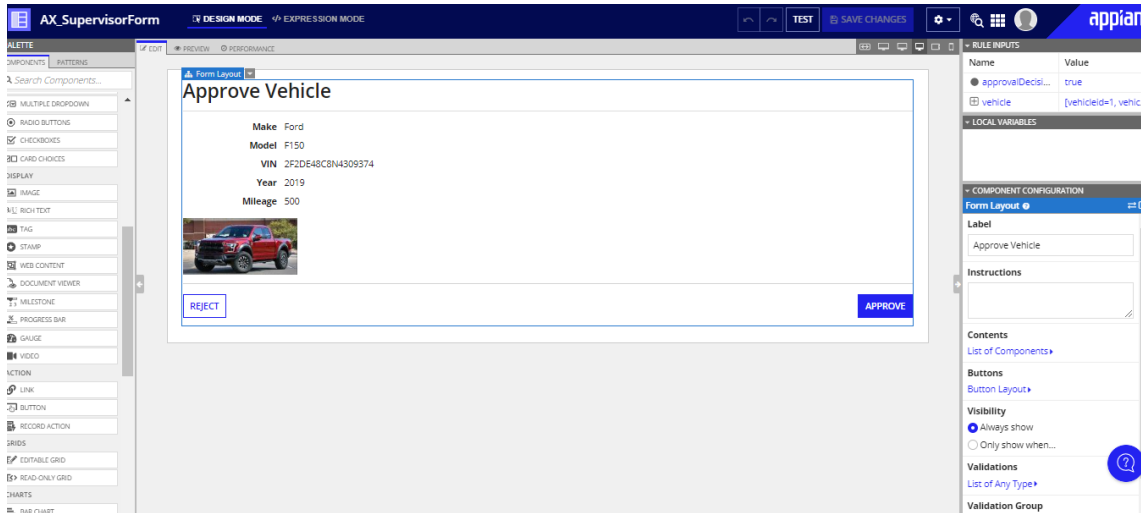 AX_SupervisorForm
DESIGN MODE
</> EXPRESSION MODE
TEST
SAVE CHANGES
appian
ALETTE
OMPONENTS
PATTERNS
Search Components...
MULTIPLE DROPDOWN
RADIO BUTTONS
CHECKBOXES
CARD CHOICES
DISPLAY
IMAGE
RICH TEXT
TAG
STAMP
WEB CONTENT
DOCUMENT VIEWER
MILESTONE
PROGRESS BAR
GAUGE
VIDEO
ACTION
LINK
BUTTON
RECORD ACTION
GRIDS
EDITABLE GRID
READ-ONLY GRID
CHARTS
BAR CHART
EDIT
PREVIEW
PERFORMANCE
Form Layout
Approve Vehicle
Make Ford
Model F150
VIN 2F2DE48C8N4309374
Year 2019
Mileage 500
REJECT
APPROVE
RULE INPUTS
Name Value
approvalDecisi... true
vehicle [vehicleid=1, vehic
LOCAL VARIABLES
COMPONENT CONFIGURATION
Form Layout
Label
Approve Vehicle
Instructions
Contents
List of Components
Buttons
Button Layout
Visibility
Always show
Only show when...
Validations
List of Any Type
Validation Group